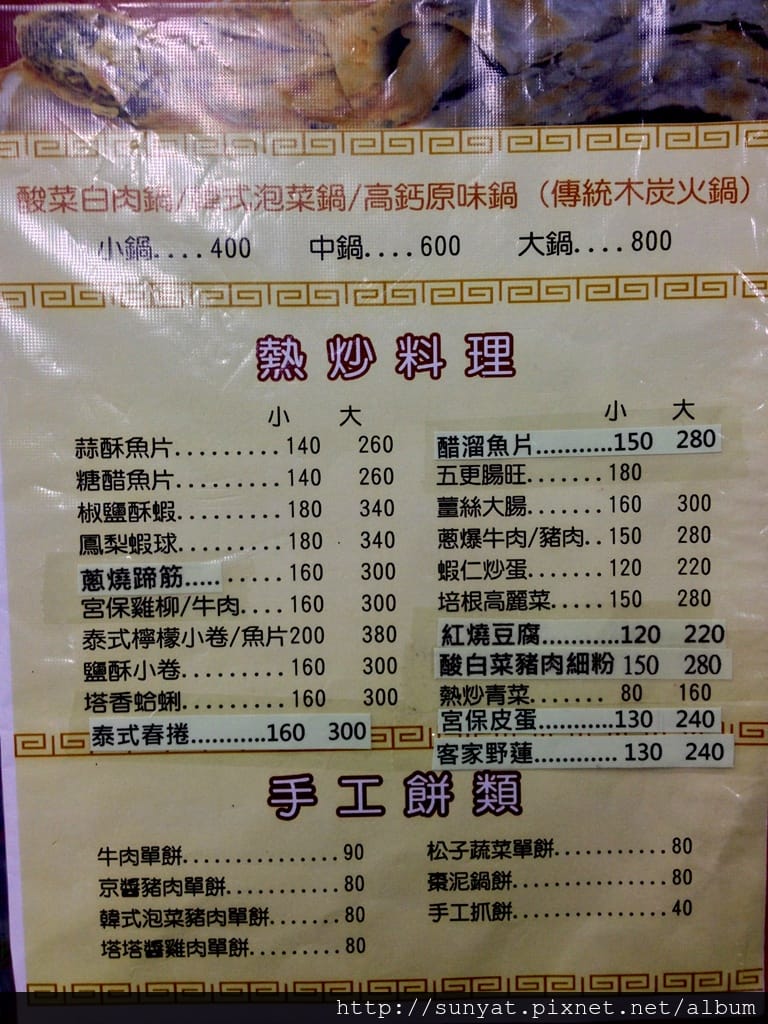 酸菜白肉鍋/韓式泡菜鍋/高鈣原味鍋 (傳統木炭火鍋)
小鍋....400 中鍋....600 大鍋....800
熱炒料理
小 大
蒜酥魚片.........140 260
糖醋魚片.........140 260
椒鹽酥蝦.........180 340
鳳梨蝦球.........180 340
蔥燒蹄筋..........160 300
宮保雞柳/牛肉....160 300
泰式檸檬小卷/魚片200 380
鹽酥小卷.........160 300
塔香蛤蜊.........160 300
泰式春捲...........160 300
小 大
醋溜魚片...........150 280
五更腸旺.......180
薑絲大腸.......160 300
蔥爆牛肉/豬肉..150 280
蝦仁炒蛋.......120 220
培根高麗菜.....150 280
紅燒豆腐...........120 220
酸白菜豬肉細粉 150 280
熱炒青菜....... 80 160
宮保皮蛋...........130 240
客家野蓮............ 130 240
手工餅類
牛肉單餅...............90
京醬豬肉單餅...........80
韓式泡菜豬肉單餅.......80
塔塔醬雞肉單餅.........80
松子蔬菜單餅...........80
棗泥鍋餅...............80
手工抓餅...............40
http://sunyat.pixnet.net/album